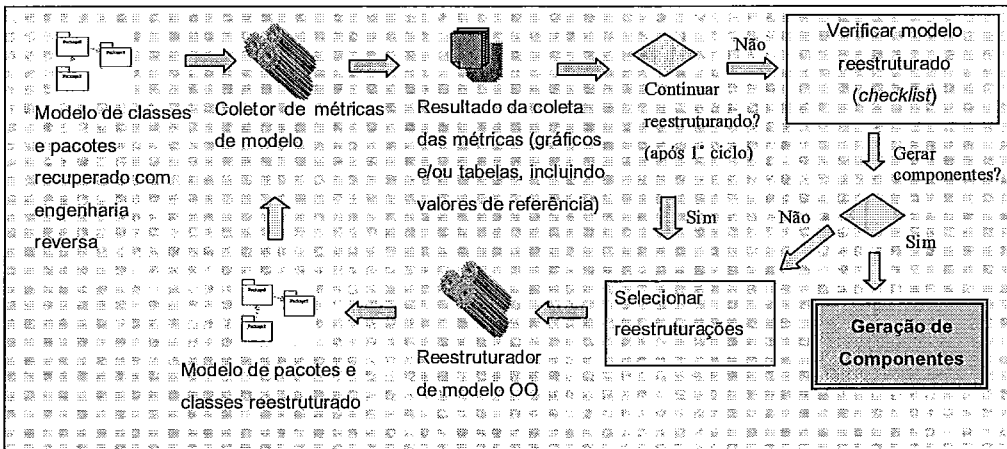 Modelo de classes
e pacotes
recuperado com
engenharia
reversa
Coletor de métricas
de modelo
Resultado da coleta
das métricas (gráficos
e/ou tabelas, incluindo
valores de referência)
Continuar
reestruturando?
(após 1º ciclo)
Não
Sim
Verificar modelo
reestruturado
(checklist)
Gerar
componentes?
Não
Sim
Geração de
Componentes
Selecionar
reestruturações
Reestruturador
de modelo OO
Modelo de pacotes e
classes reestruturado